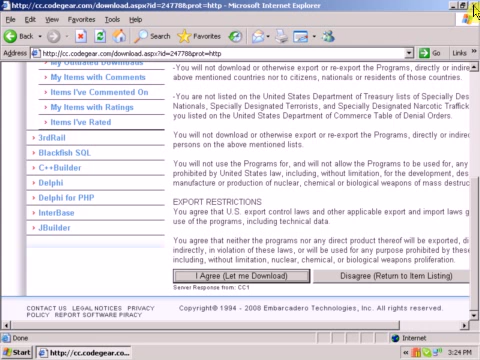 http://cc.codegear.com/download.aspx?id=24778&prot=http - Microsoft Internet Explorer
File Edit View Favorites Tools Help
Back Search Favorites
Address http://cc.codegear.com/download.aspx?id=24778&prot=http Go Links »
My Outdated Downloads
My Items with Comments
Items I've Commented On
My Items with Ratings
Items I've Rated
3rdRail
Blackfish SQL
C++Builder
Delphi
Delphi for PHP
InterBase
JBuilder
-You will not download or otherwise export or re-export the Programs, directly or indirec
above mentioned countries nor to citizens, nationals or residents of those countries.
-You are not listed on the United States Department of Treasury lists of Specially Des
Nationals, Specially Designated Terrorists, and Specially Designated Narcotic Traffick
you listed on the United States Department of Commerce Table of Denial Orders.
You will not download or otherwise export or re-export the Programs, directly or indirec
persons on the above mentioned lists.
You will not use the Programs for, and will not allow the Programs to be used for, any
prohibited by United States law, including, without limitation, for the development, des
manufacture or production of nuclear, chemical or biological weapons of mass destruc
EXPORT RESTRICTIONS
You agree that U.S. export control laws and other applicable export and import laws g
use of the programs, including technical data.
You agree that neither the programs nor any direct product thereof will be exported, di
indirectly, in violation of these laws, or will be used for any purpose prohibited by these
including, without limitation, nuclear, chemical, or biological weapons proliferation.
I Agree (Let me Download) Disagree (Return to Item Listing)
Server Response from: CC1
CONTACT US LEGAL NOTICES PRIVACY
POLICY REPORT SOFTWARE PIRACY
Copyright© 1994 - 2008 Embarcadero Technologies, Inc. All rights reserved.
Done Internet
Start http://cc.codegear.co... « 3:24 PM